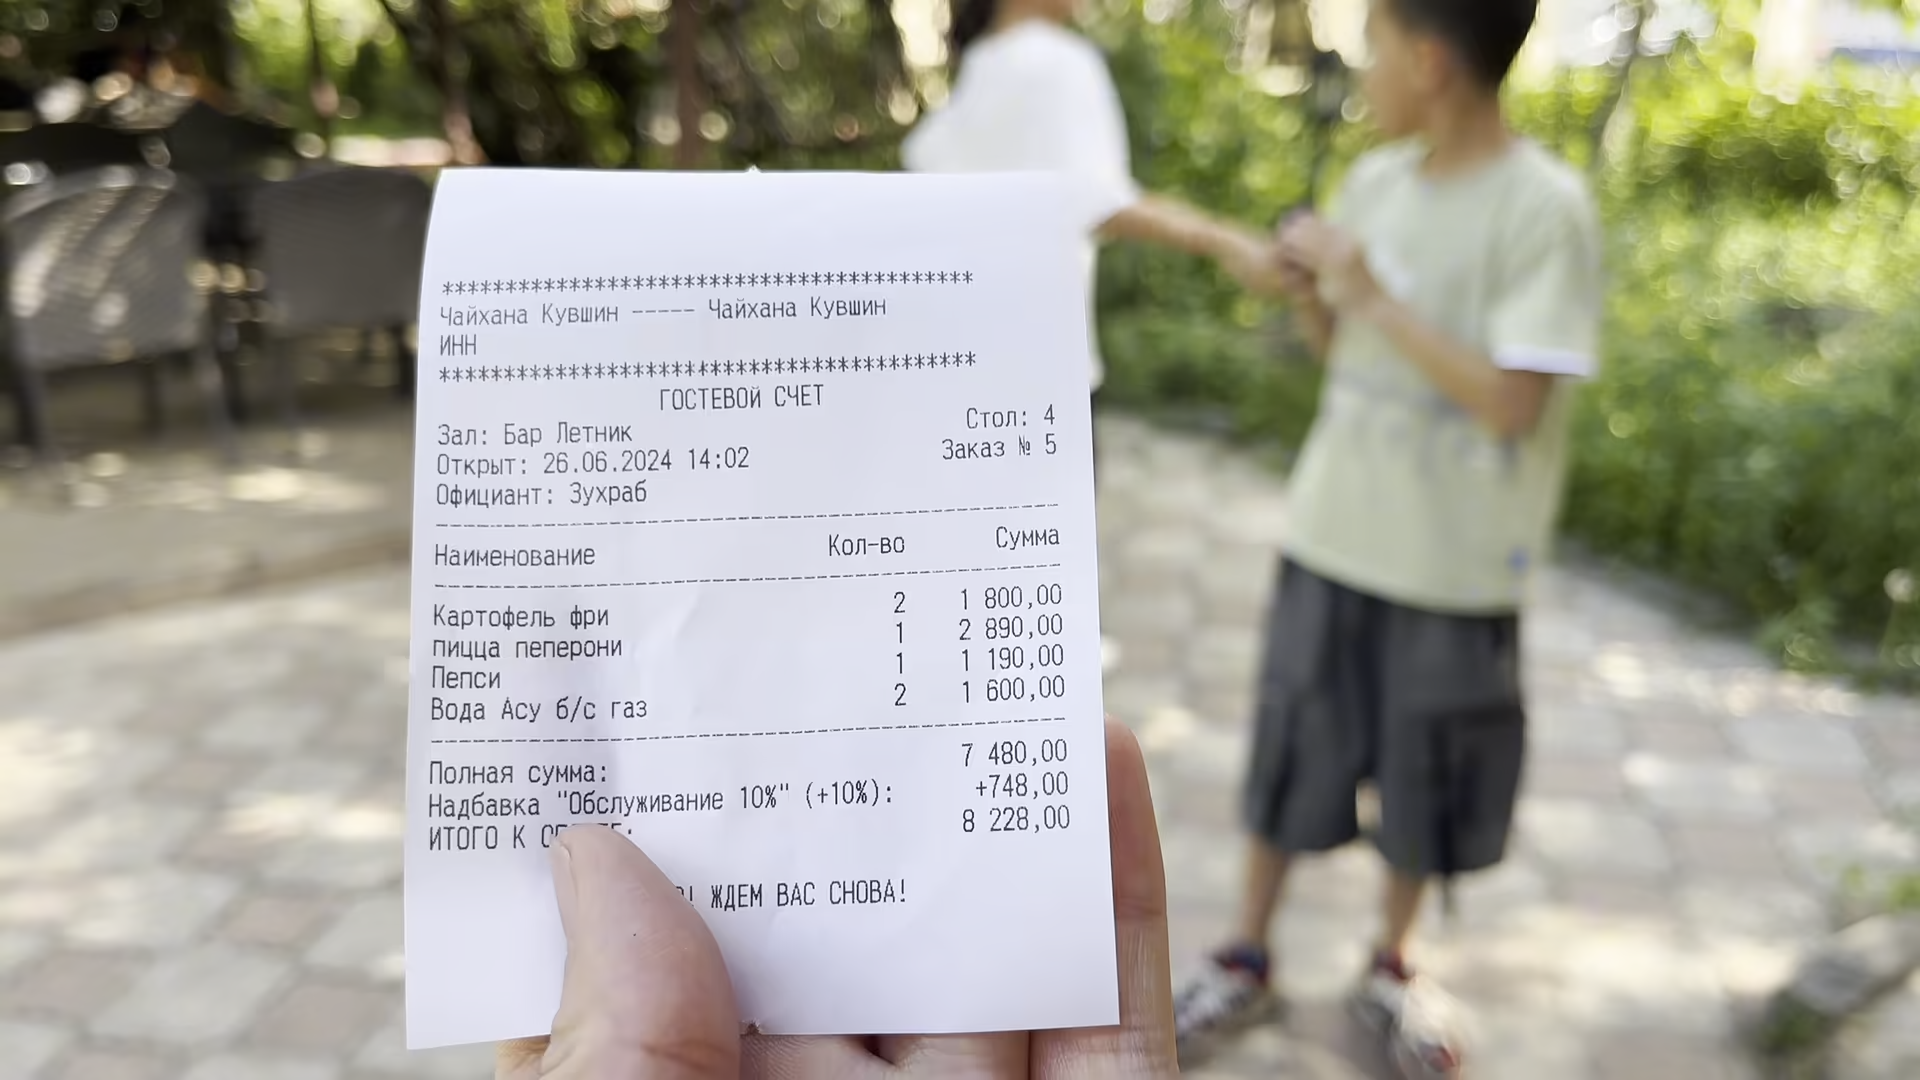 ******************************************
Чайхана Кувшин ----- Чайхана Кувшин
ИНН
******************************************
ГОСТЕВОЙ СЧЕТ
Зал: Бар Летник Стол: 4
Открыт: 26.06.2024 14:02 Заказ № 5
Официант: Зухраб
Наименование Кол-во Сумма
Картофель фри 2 1 800,00
пицца пеперони 1 2 890,00
Пепси 1 1 190,00
Вода Асу б/с газ 2 1 600,00
Полная сумма: 7 480,00
Надбавка "Обслуживание 10%" (+10%): +748,00
ИТОГО К 8 228,00
ЖДЕМ ВАС СНОВА!